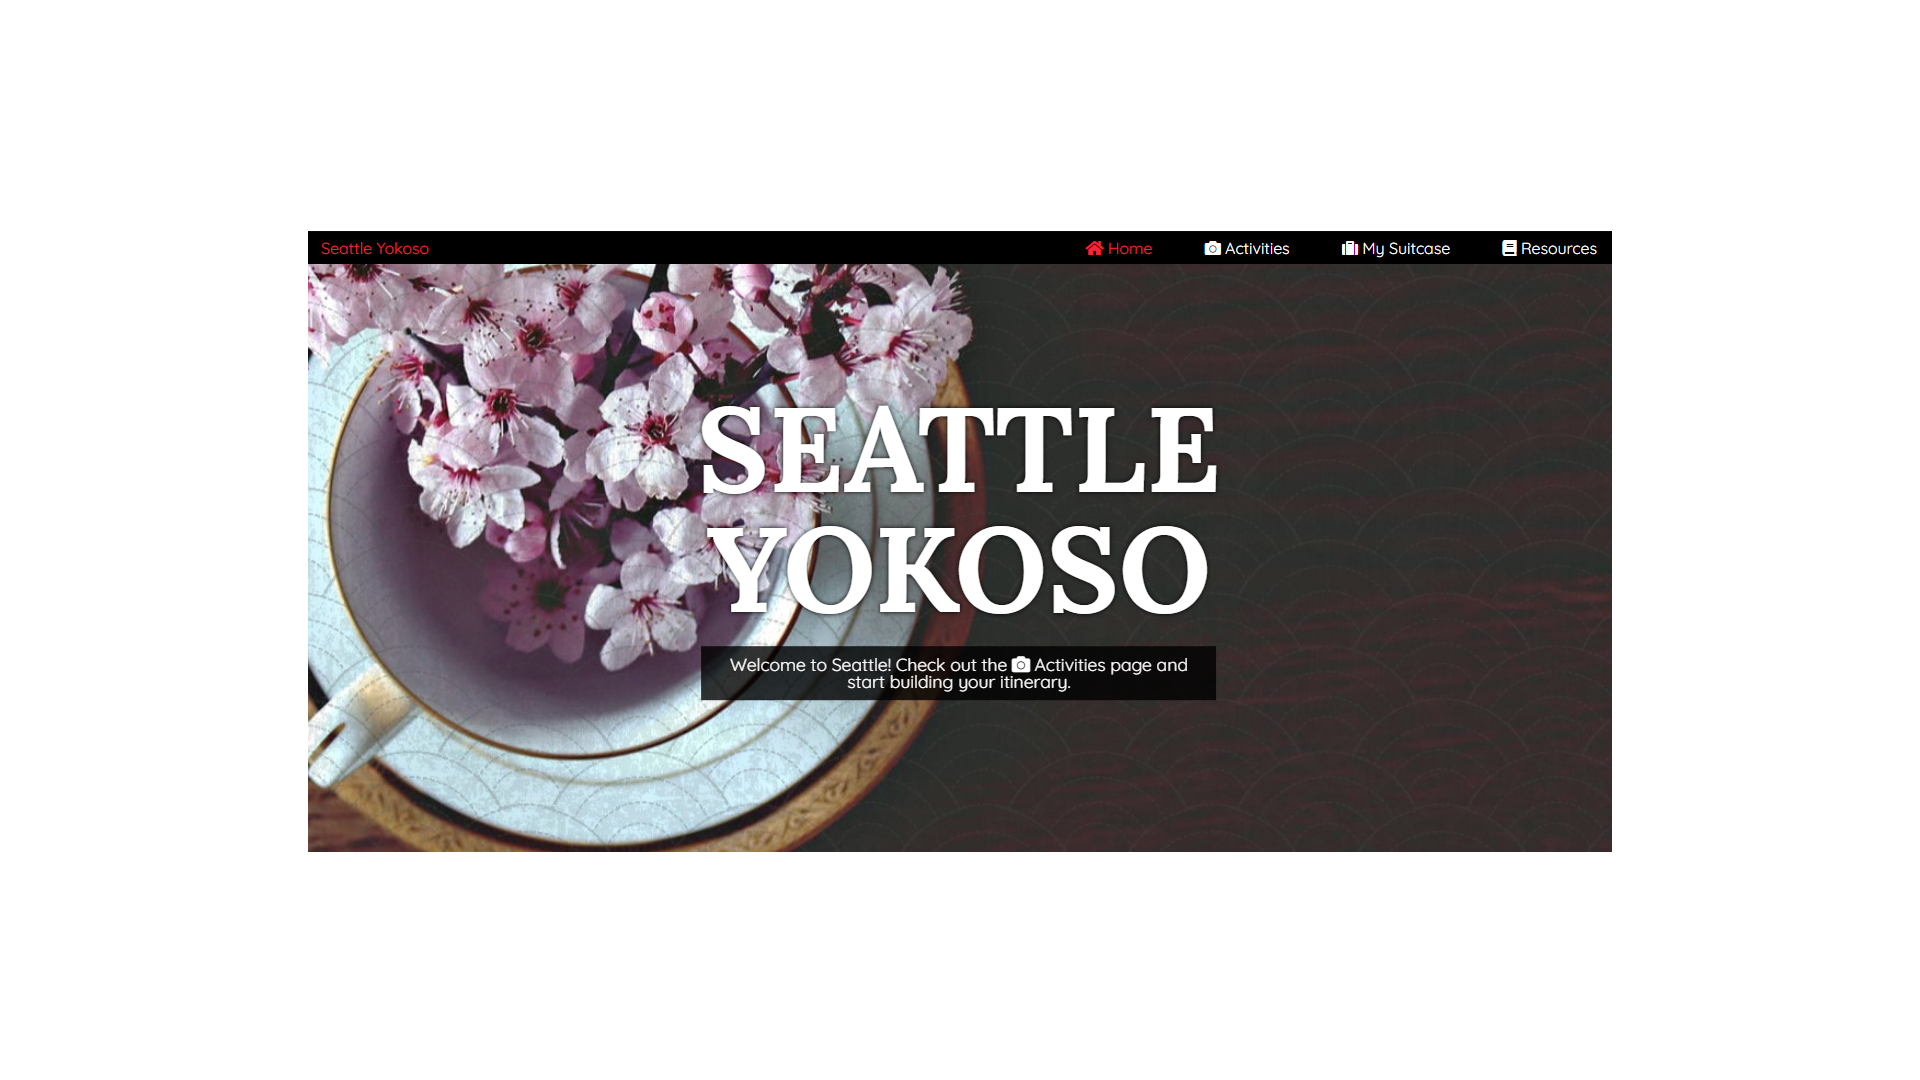 Seattle Yokoso
Home
Activities
My Suitcase
Resources
SEATTLE
YOKOSO
Welcome to Seattle! Check out the Activities page and
start building your itinerary.